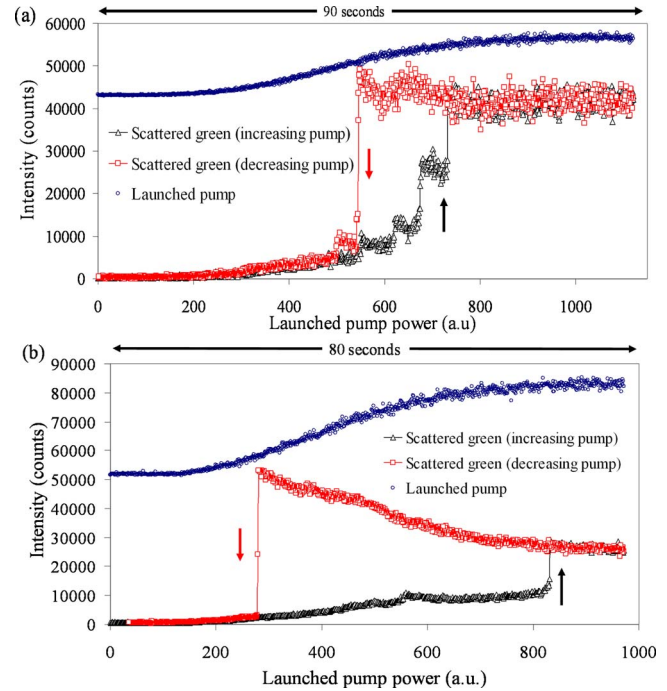 (a)
90 seconds
60000
50000
40000
30000
20000
10000
0
Intensity (counts)
Scattered green (increasing pump)
Scattered green (decreasing pump)
Launched pump
0 200 400 600 800 1000
Launched pump power (a.u.)
(b)
80 seconds
90000
80000
70000
60000
50000
40000
30000
20000
10000
0
Intensity (counts)
Scattered green (increasing pump)
Scattered green (decreasing pump)
Launched pump
0 200 400 600 800 1000
Launched pump power (a.u.)